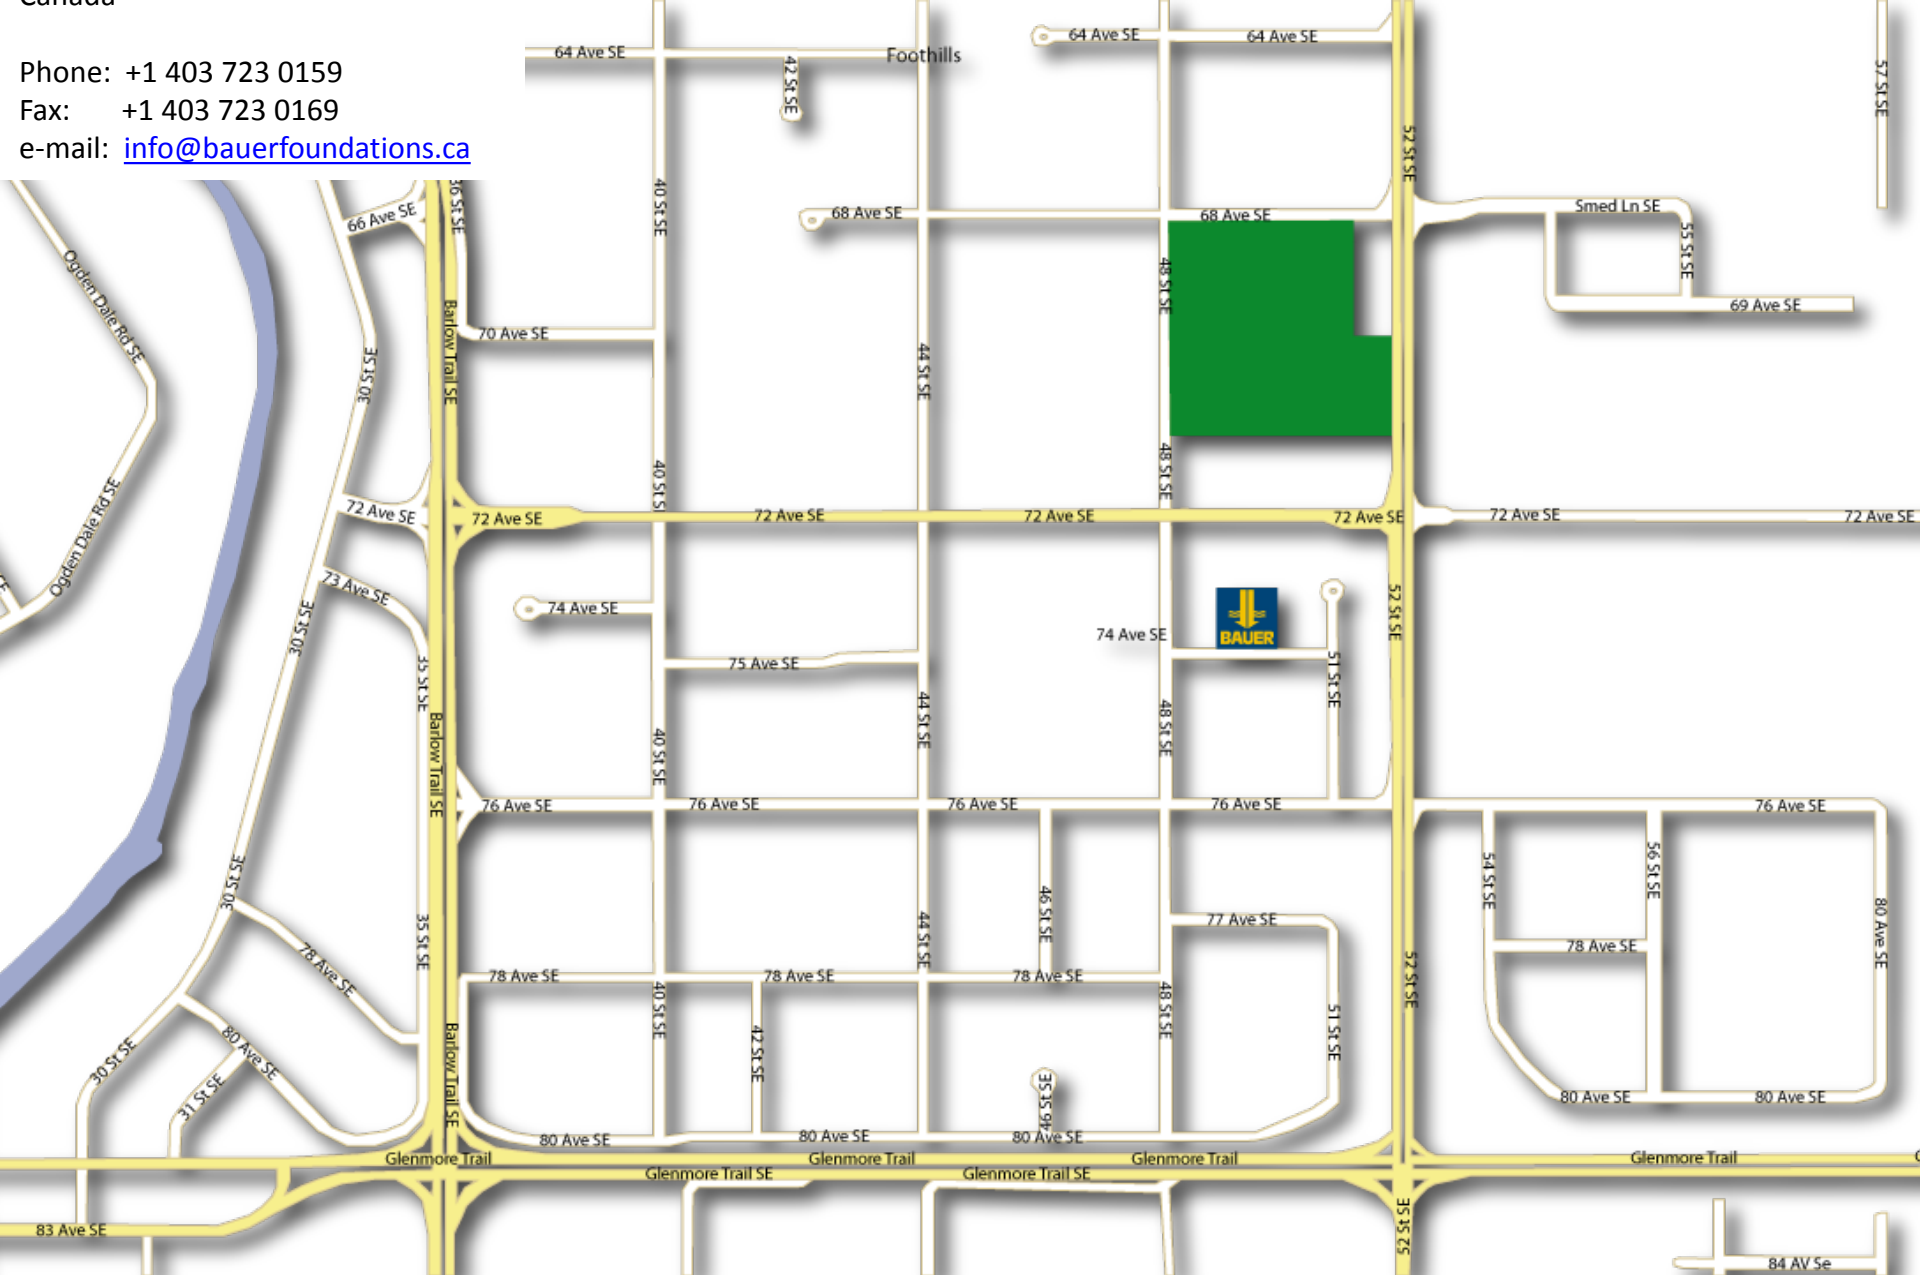 Canada
Phone: +1 403 723 0159
Fax: +1 403 723 0169
e-mail: info@bauerfoundations.ca
64 Ave SE
Foothills
64 Ave SE
64 Ave SE
42 St SE
57 St SE
52 St SE
36 St SE
40 St SE
66 Ave SE
68 Ave SE
68 Ave SE
Smed Ln SE
55 St SE
69 Ave SE
Ogden Dale Rd SE
48 St SE
Barlow Trail SE
70 Ave SE
30 St SE
44 St SE
40 St SE
48 St SE
Ogden Dale Rd SE
72 Ave SE
72 Ave SE
72 Ave SE
72 Ave SE
72 Ave SE
72 Ave SE
72 Ave SE
73 Ave SE
74 Ave SE
BAUER
52 St SE
30 St SE
74 Ave SE
75 Ave SE
35 St SE
51 St SE
44 St SE
48 St SE
Barlow Trail SE
40 St SE
76 Ave SE
76 Ave SE
76 Ave SE
76 Ave SE
76 Ave SE
30 St SE
54 St SE
56 St SE
46 St SE
77 Ave SE
80 Ave SE
35 St SE
44 St SE
78 Ave SE
78 Ave SE
78 Ave SE
78 Ave SE
78 Ave SE
52 St SE
40 St SE
48 St SE
42 St SE
51 St SE
80 Ave SE
30 St SE
31 St SE
Barlow Trail SE
46 St SE
80 Ave SE
80 Ave SE
80 Ave SE
80 Ave SE
80 Ave SE
Glenmore Trail
Glenmore Trail
Glenmore Trail
Glenmore Trail
Glenmore Trail SE
Glenmore Trail SE
83 Ave SE
52 St SE
84 AV Se